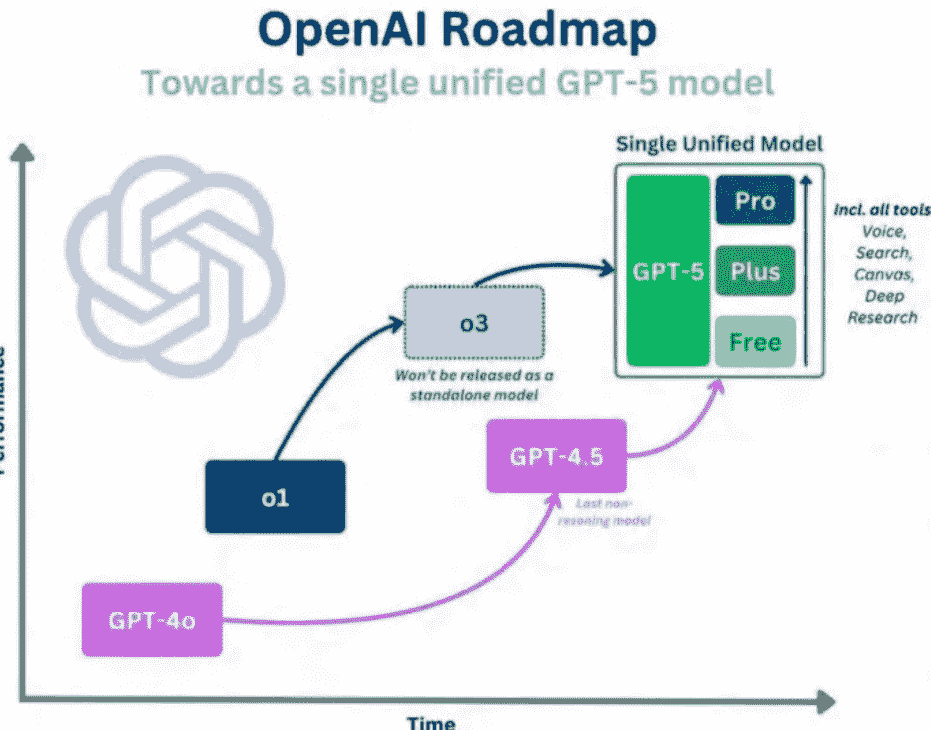 OpenAI Roadmap
Towards a single unified GPT-5 model
Single Unified Model
GPT-5
Pro
Plus
Free
Incl. all tools
Voice,
Search,
Canvas,
Deep
Research
o3
Won't be released as a
standalone model
GPT-4.5
Last non-
resoning model
o1
GPT-4o
Performance
Time